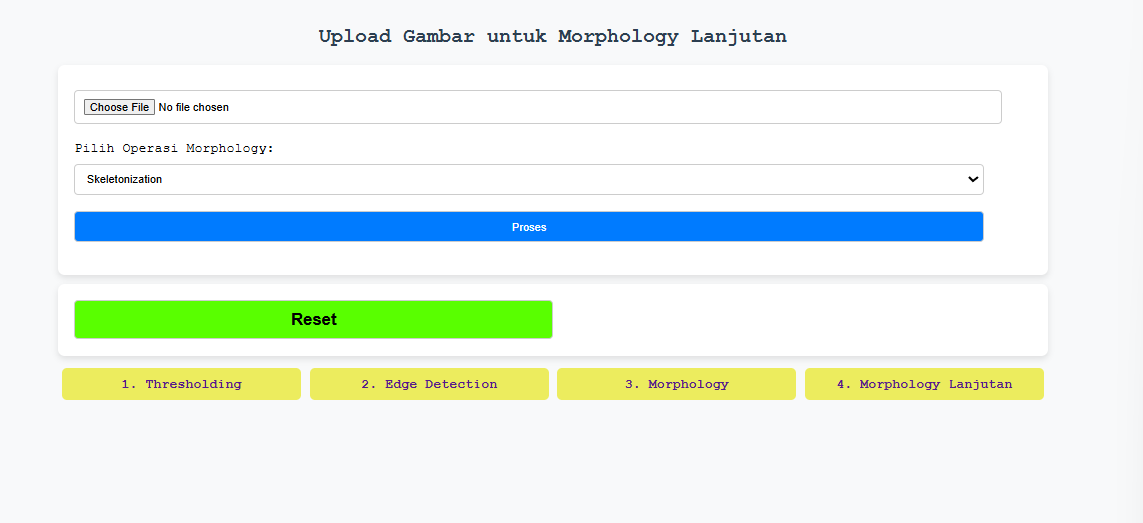 Upload Gambar untuk Morphology Lanjutan
Choose File No file chosen
Pilih Operasi Morphology:
Skeletonization
Proses
Reset
1. Thresholding
2. Edge Detection
3. Morphology
4. Morphology Lanjutan